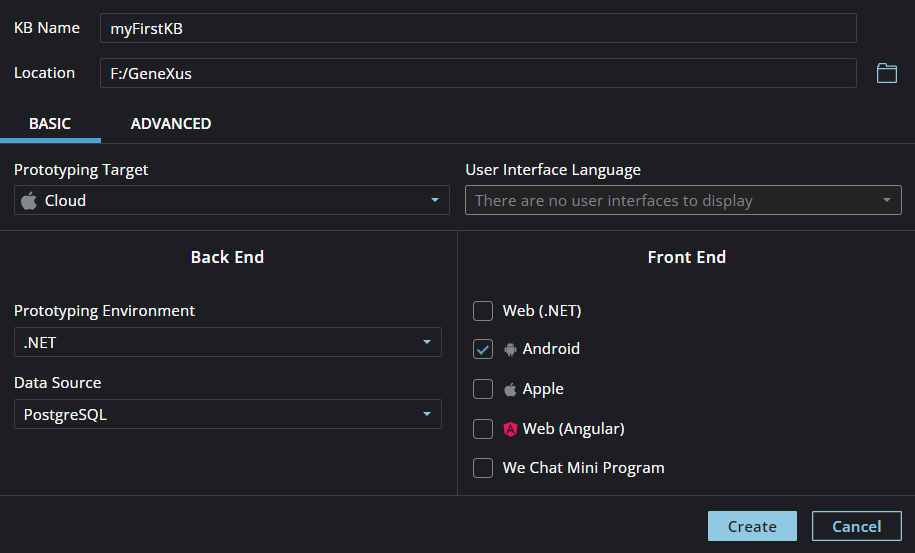 KB Name
myFirstKB
Location
F:/GeneXus
BASIC
ADVANCED
Prototyping Target
Cloud
User Interface Language
There are no user interfaces to display
Back End
Prototyping Environment
.NET
Data Source
PostgreSQL
Front End
Web (.NET)
Android
Apple
Web (Angular)
We Chat Mini Program
Create
Cancel